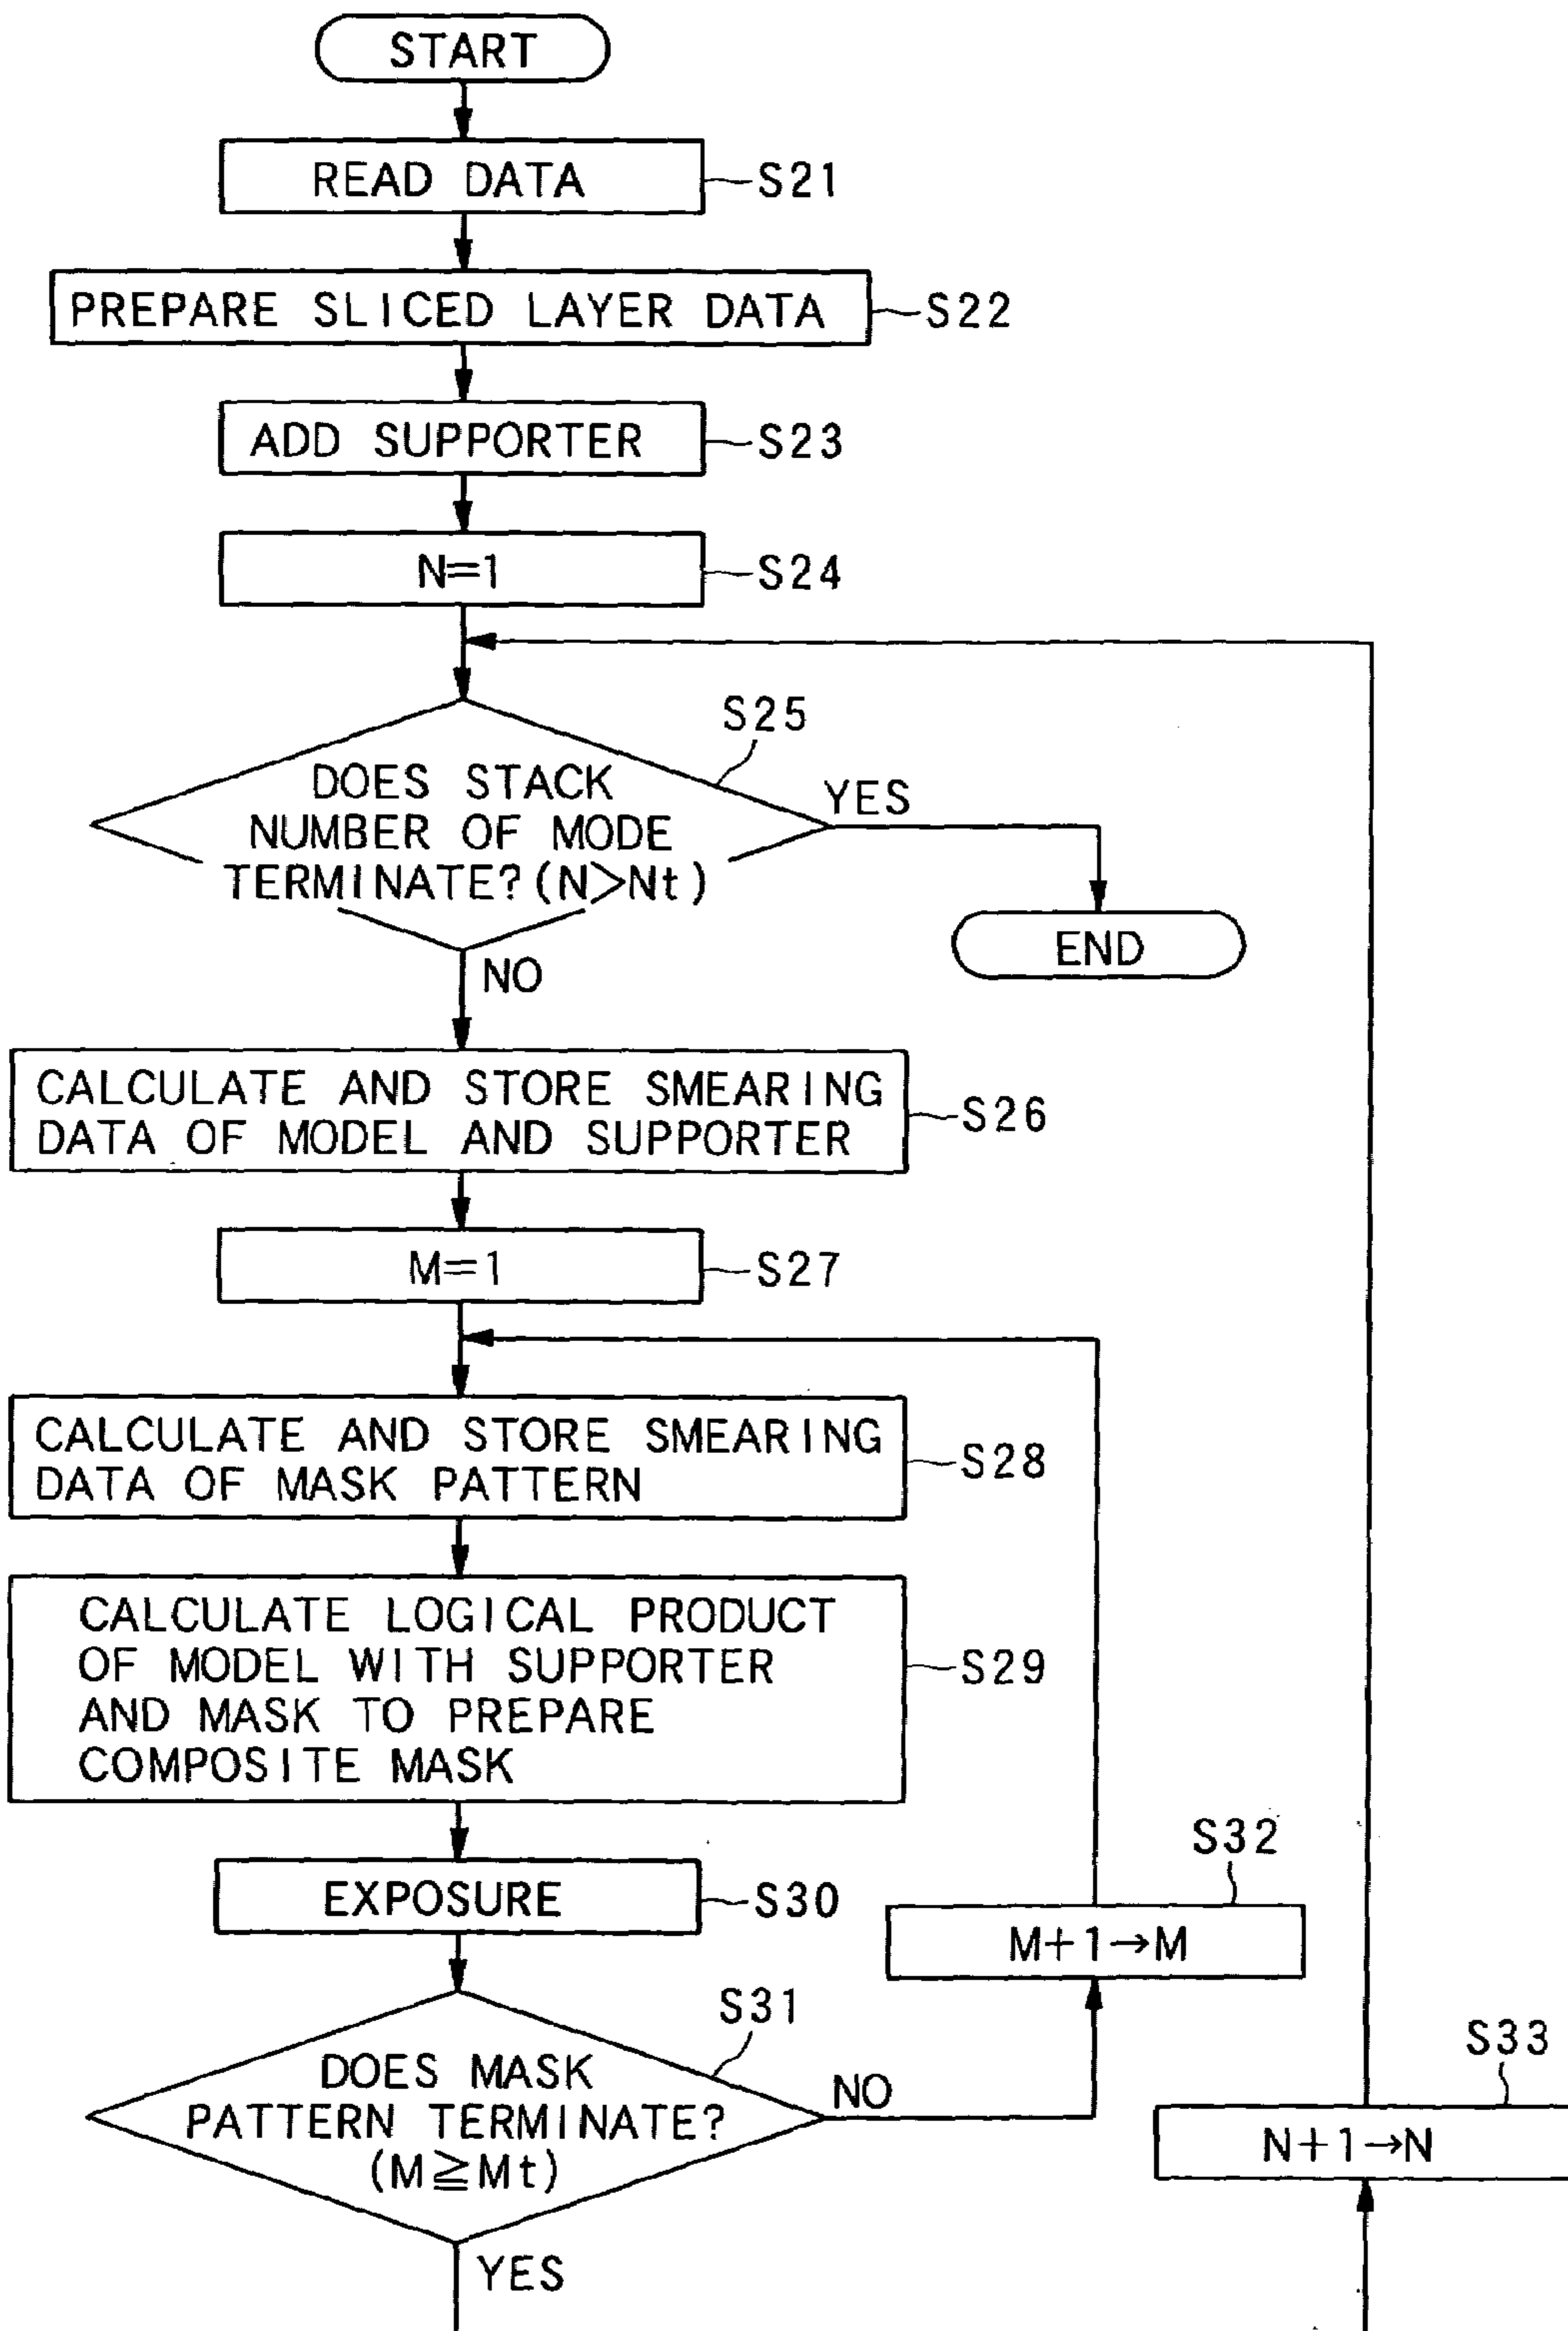 START
READ DATA
S21
PREPARE SLICED LAYER DATA
S22
ADD SUPPORTER
S23
N=1
S24
S25
DOES STACK
NUMBER OF MODE
TERMINATE? (N>Nt)
YES
END
NO
CALCULATE AND STORE SMEARING
DATA OF MODEL AND SUPPORTER
S26
M=1
S27
CALCULATE AND STORE SMEARING
DATA OF MASK PATTERN
S28
CALCULATE LOGICAL PRODUCT
OF MODEL WITH SUPPORTER
AND MASK TO PREPARE
COMPOSITE MASK
S29
EXPOSURE
S30
S32
M+1→M
S31
DOES MASK
PATTERN TERMINATE?
(M≧Mt)
NO
S33
N+1→N
YES